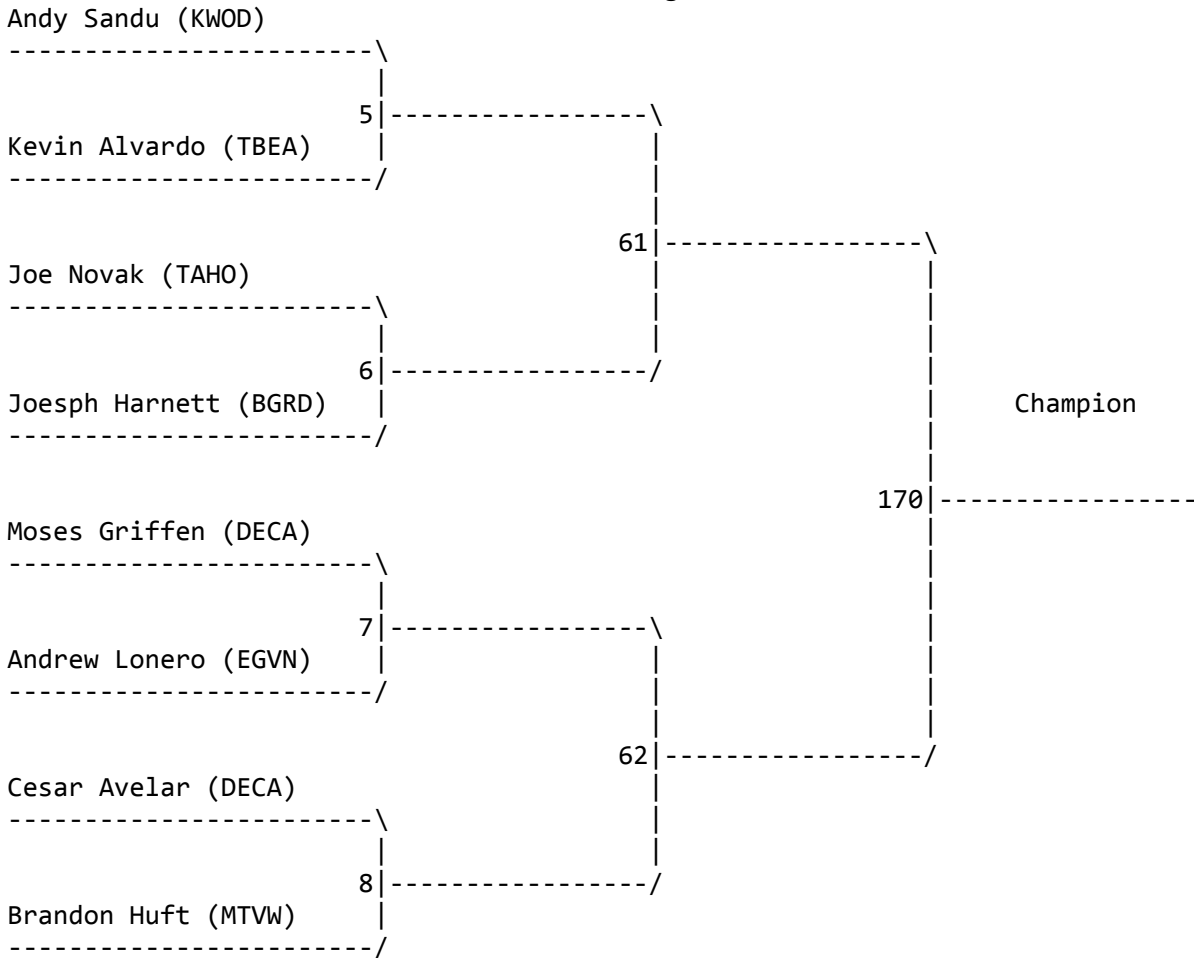 Andy Sandu (KWOD)
------------------------\
|
5|-----------------\
Kevin Alvardo (TBEA) | |
------------------------/ |
|
61|-----------------\
Joe Novak (TAHO) | |
------------------------\ | |
| | |
6|-----------------/ |
Joesph Harnett (BGRD) | | Champion
------------------------/ |
|
170|-----------------
Moses Griffen (DECA) |
------------------------\ |
| |
7|-----------------\ |
Andrew Lonero (EGVN) | | |
------------------------/ | |
| |
62|-----------------/
Cesar Avelar (DECA) |
------------------------\ |
| |
8|-----------------/
Brandon Huft (MTVW) |
------------------------/